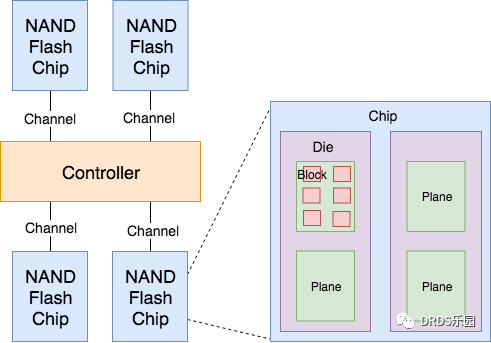 NAND
Flash
Chip
NAND
Flash
Chip
Channel
Channel
Controller
Channel
Channel
NAND
Flash
Chip
NAND
Flash
Chip
Chip
Die
Block
Plane
Plane
Plane
DRDS乐园